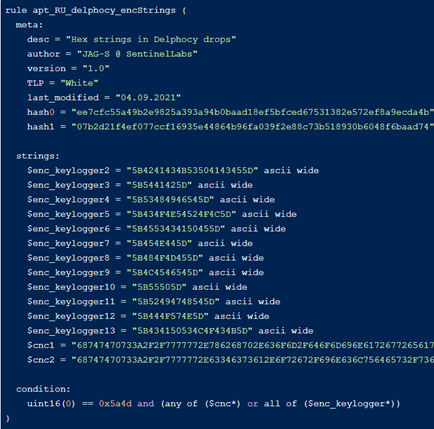 rule apt_RU_delphocy_encStrings {
meta:
desc = "Hex strings in Delphocy drops"
author = "JAG-S @ SentinelLabs"
version = "1.0"
TLP = "White"
last_modified = "04.09.2021"
hash0 = "ee7cfc55a49b2e9825a393a94b0baad18ef5bfced67531382e572ef8a9ecda4b"
hash1 = "07b2d21f4ef077ccf16935e44864b96fa039f2e88c73b518930b6048f6baad74"
strings:
$enc_keylogger2 = "5B4241434B53504143455D" ascii wide
$enc_keylogger3 = "5B5441425D" ascii wide
$enc_keylogger4 = "5B53484946545D" ascii wide
$enc_keylogger5 = "5B434F4E54524F4C5D" ascii wide
$enc_keylogger6 = "5B4553434150455D" ascii wide
$enc_keylogger7 = "5B454E445D" ascii wide
$enc_keylogger8 = "5B484F4D455D" ascii wide
$enc_keylogger9 = "5B4C4546545D" ascii wide
$enc_keylogger10 = "5B55505D" ascii wide
$enc_keylogger11 = "5B52494748545D" ascii wide
$enc_keylogger12 = "5B444F574E5D" ascii wide
$enc_keylogger13 = "5B434150534C4F434B5D" ascii wide
$cnc1 = "68747470733A2F2F7777772E786268702E636F6D2F646F6D696E617267726561617
$cnc2 = "68747470733A2F2F7777772E63346373612E6F72672F696E636C756465732F736
condition:
uint16(0) == 0x5a4d and (any of ($cnc*) or all of ($enc_keylogger*))
}